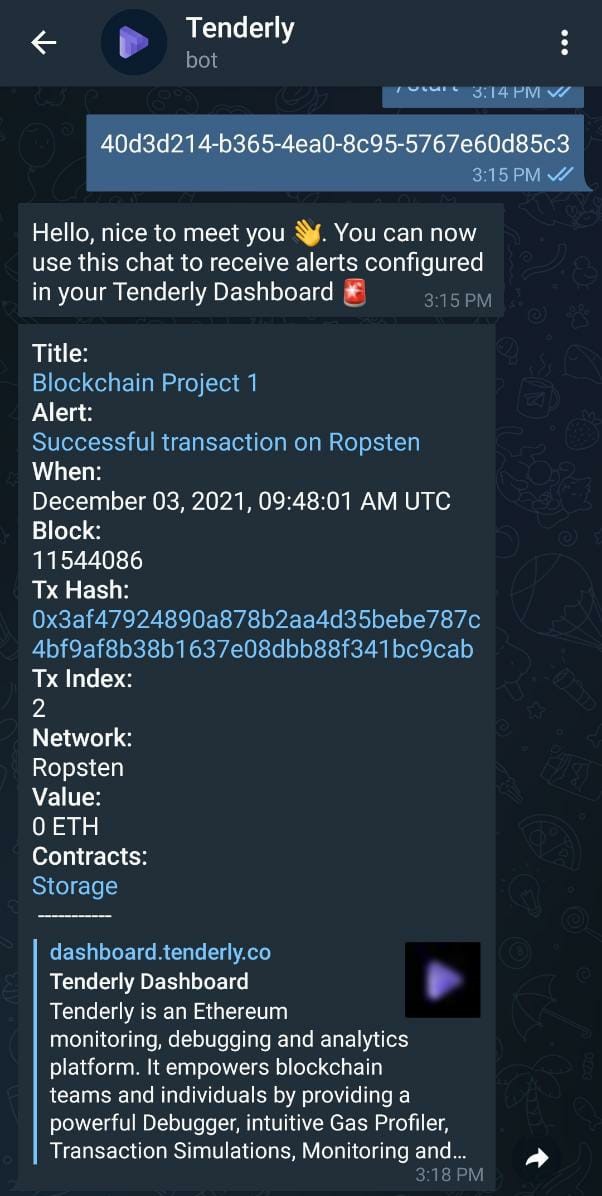 Tenderly
bot
/start 3:14 PM
40d3d214-b365-4ea0-8c95-5767e60d85c3
3:15 PM
Hello, nice to meet you 👋. You can now
use this chat to receive alerts configured
in your Tenderly Dashboard 🚨
3:15 PM
Title:
Blockchain Project 1
Alert:
Successful transaction on Ropsten
When:
December 03, 2021, 09:48:01 AM UTC
Block:
11544086
Tx Hash:
0x3af47924890a878b2aa4d35bebe787c
4bf9af8b38b1637e08dbb88f341bc9cab
Tx Index:
2
Network:
Ropsten
Value:
0 ETH
Contracts:
Storage
-----------
dashboard.tenderly.co
Tenderly Dashboard
Tenderly is an Ethereum
monitoring, debugging and analytics
platform. It empowers blockchain
teams and individuals by providing a
powerful Debugger, intuitive Gas Profiler,
Transaction Simulations, Monitoring and...
3:18 PM